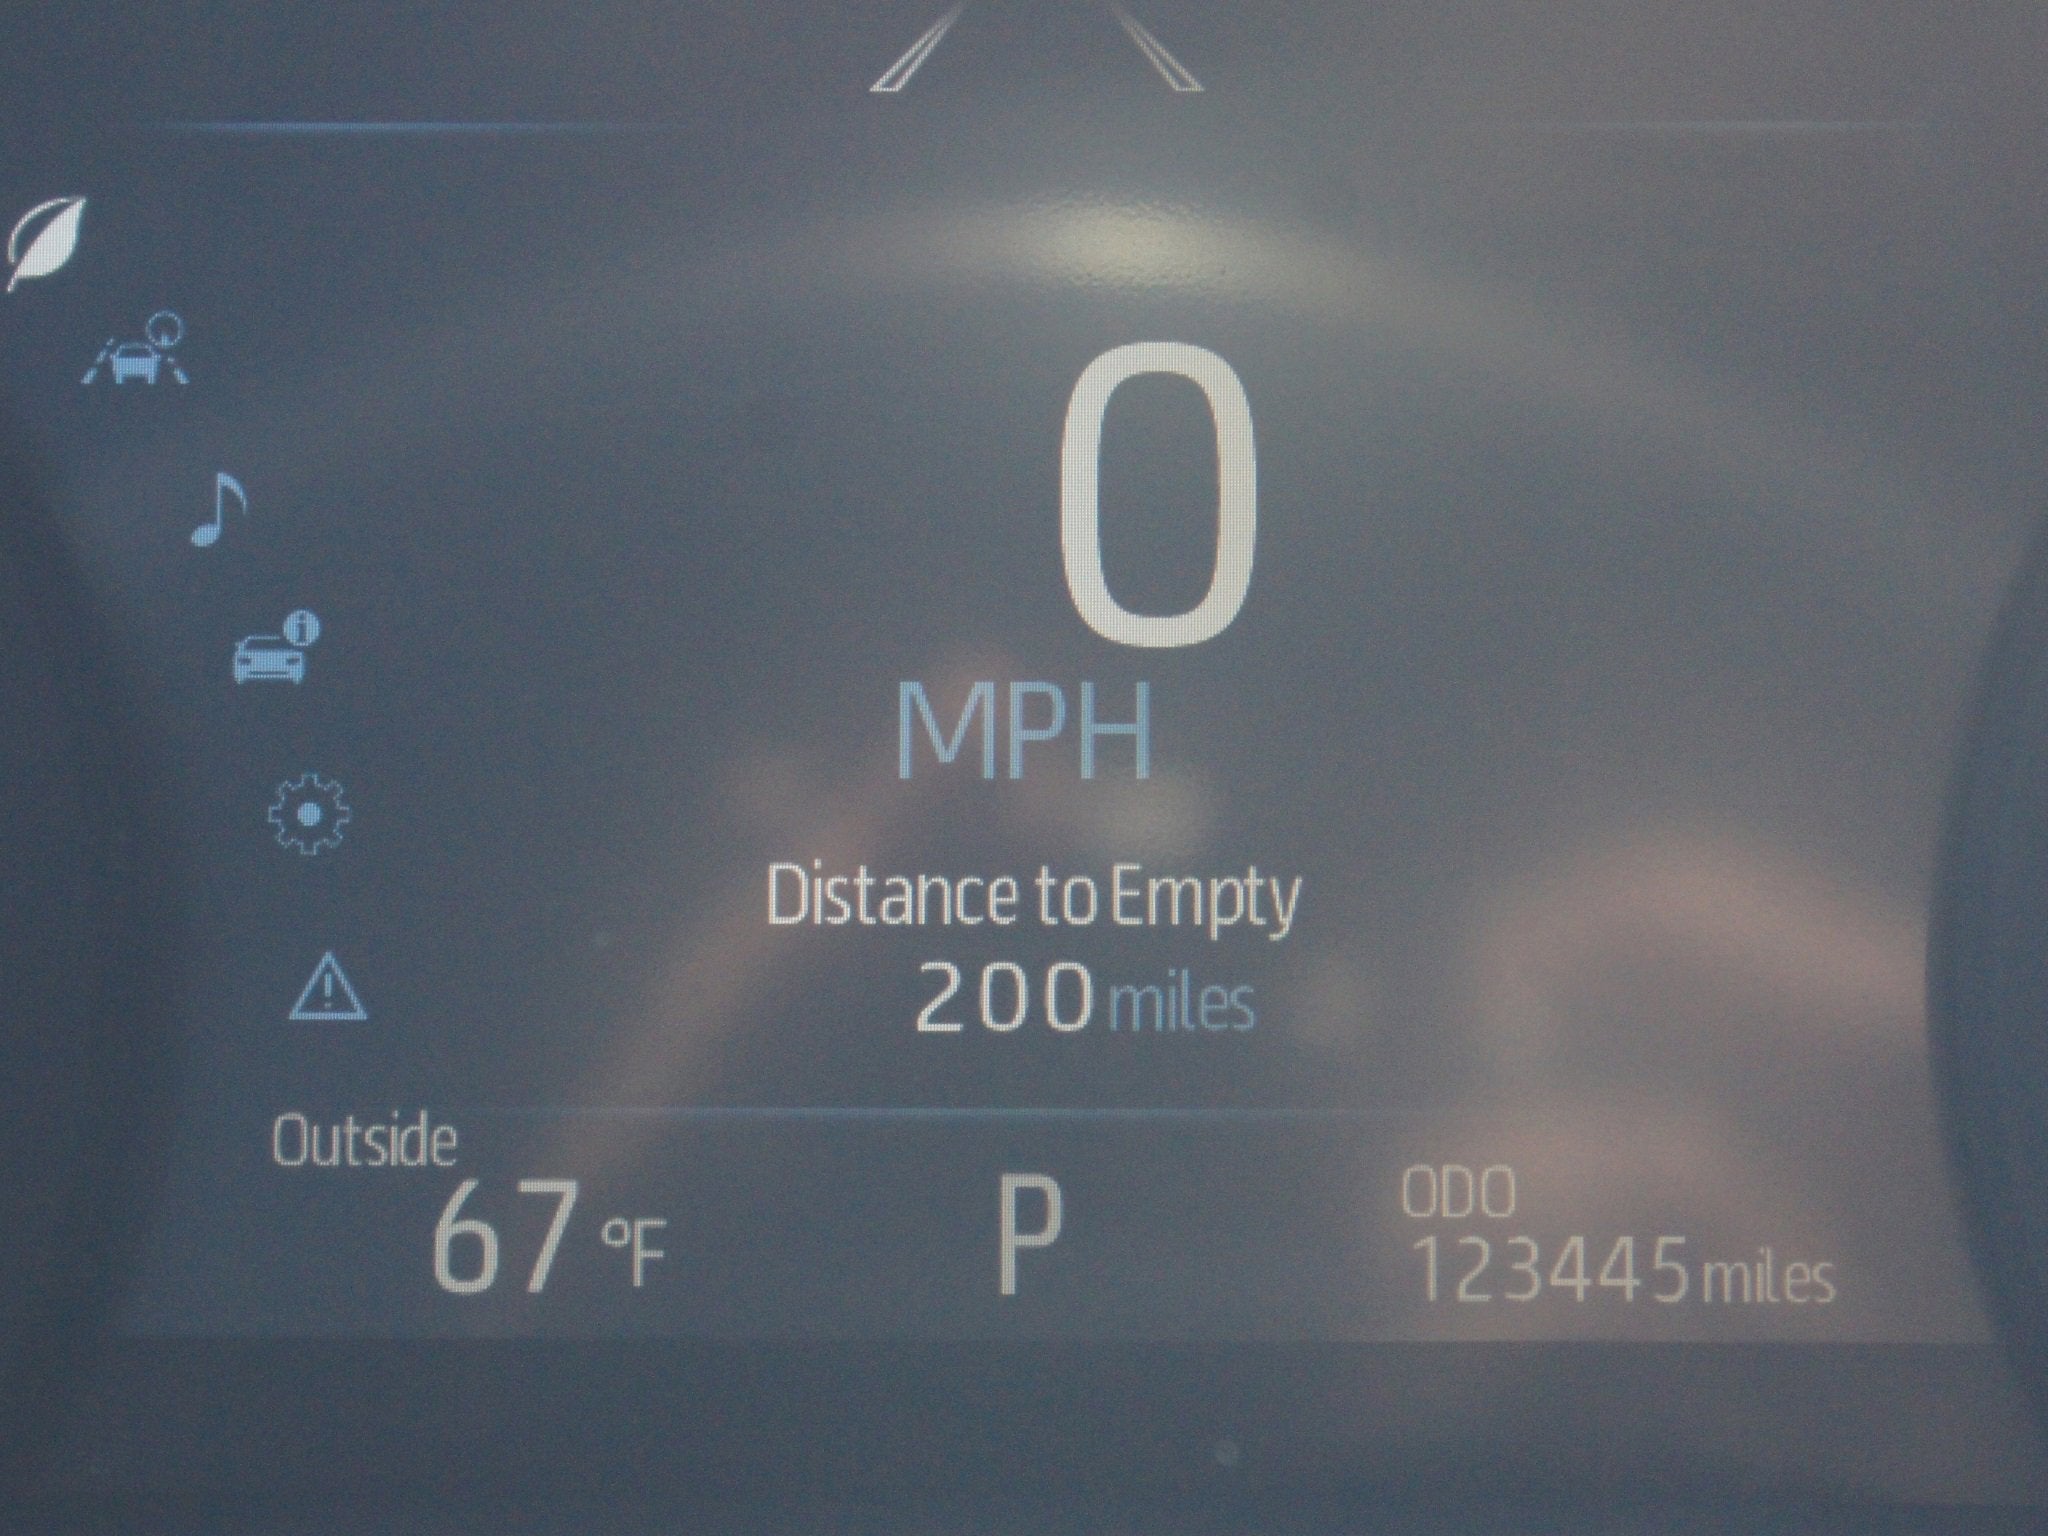 0
MPH
Distance to Empty
200 miles
Outside
67 °F
P
ODO
123445 miles